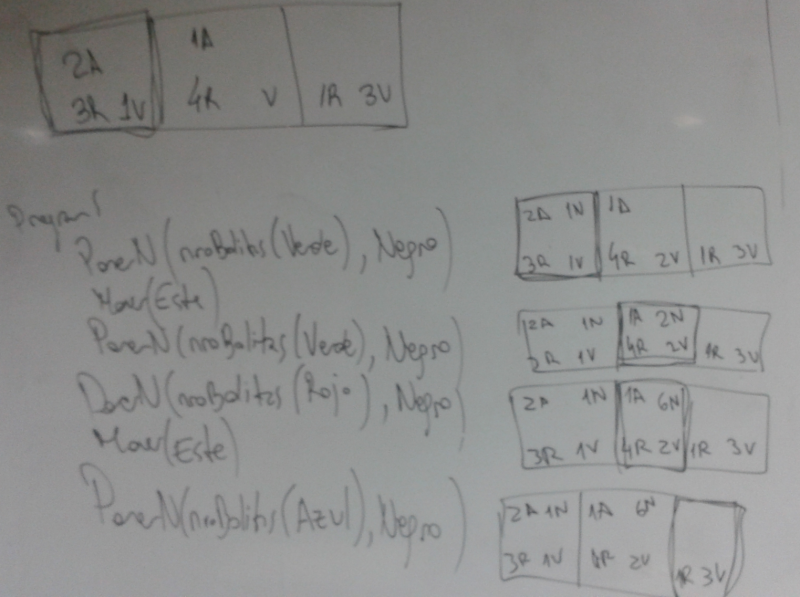 2A 1A
3R 1V 4R V 1R 3V
Program {
PonerN(nroBolitas(Verde), Negro)
Mover(Este)
PonerN(nroBolitas(Verde), Negro)
PonerN(nroBolitas(Rojo), Negro)
Mover(Este)
PonerN(nroBolitas(Azul), Negro)
2A 1N 1A
3R 1V 4R 2V 1R 3V
2A 1N 1A 2N
3R 1V 4R 2V 1R 3V
2A 1N 1A 6N
3R 1V 4R 2V 1R 3V
2A 1N 1A 6N
3R 1V 4R 2V 1R 3V